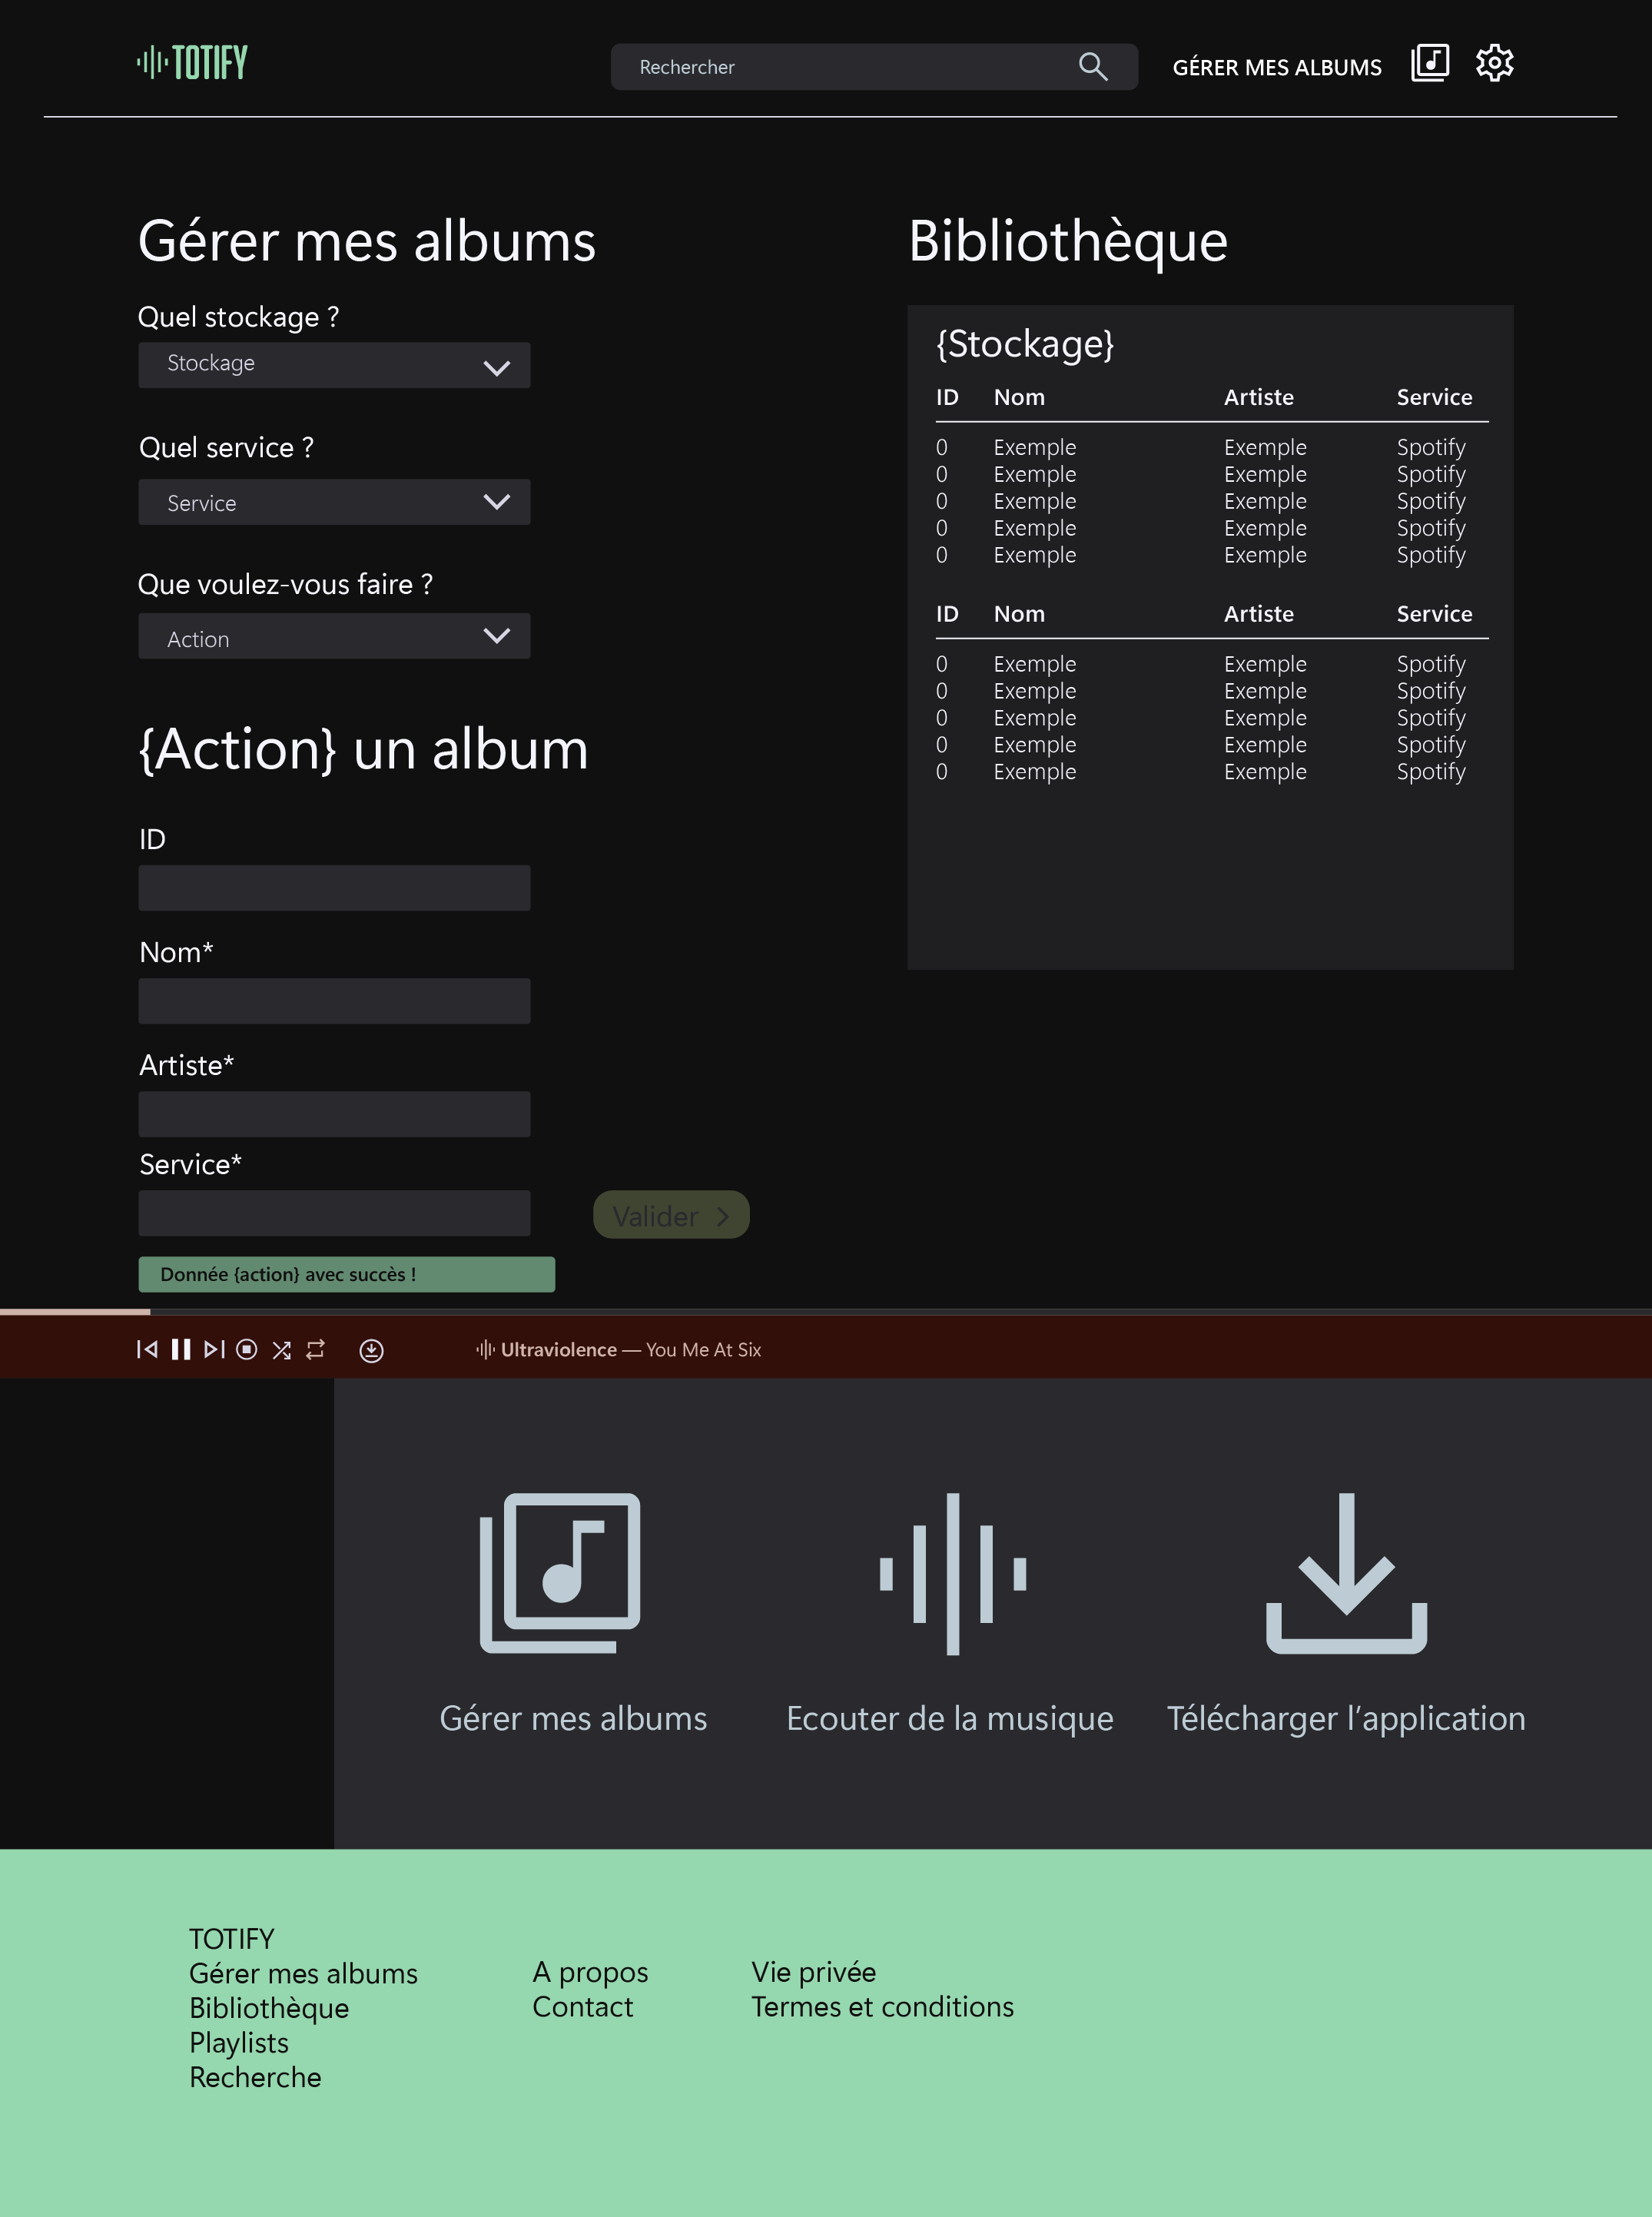 TOTIFY
Rechercher
GÉRER MES ALBUMS
Gérer mes albums
Quel stockage ?
Stockage
Quel service ?
Service
Que voulez-vous faire ?
Action
{Action} un album
ID
Nom*
Artiste*
Service*
Valider
Donnée {action} avec succès !
Bibliothèque
{Stockage}
ID Nom Artiste Service
0 Exemple Exemple Spotify
0 Exemple Exemple Spotify
0 Exemple Exemple Spotify
0 Exemple Exemple Spotify
0 Exemple Exemple Spotify
ID Nom Artiste Service
0 Exemple Exemple Spotify
0 Exemple Exemple Spotify
0 Exemple Exemple Spotify
0 Exemple Exemple Spotify
0 Exemple Exemple Spotify
Ultraviolence — You Me At Six
Gérer mes albums
Ecouter de la musique
Télécharger l’application
TOTIFY
Gérer mes albums
Bibliothèque
Playlists
Recherche
A propos
Contact
Vie privée
Termes et conditions